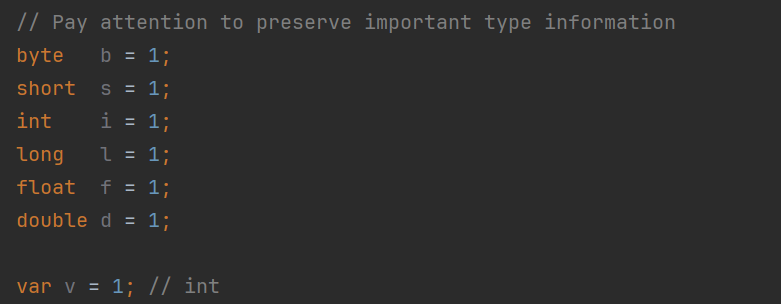 // Pay attention to preserve important type information
byte   b = 1;
short  s = 1;
int    i = 1;
long   l = 1;
float  f = 1;
double d = 1;

var v = 1; // int